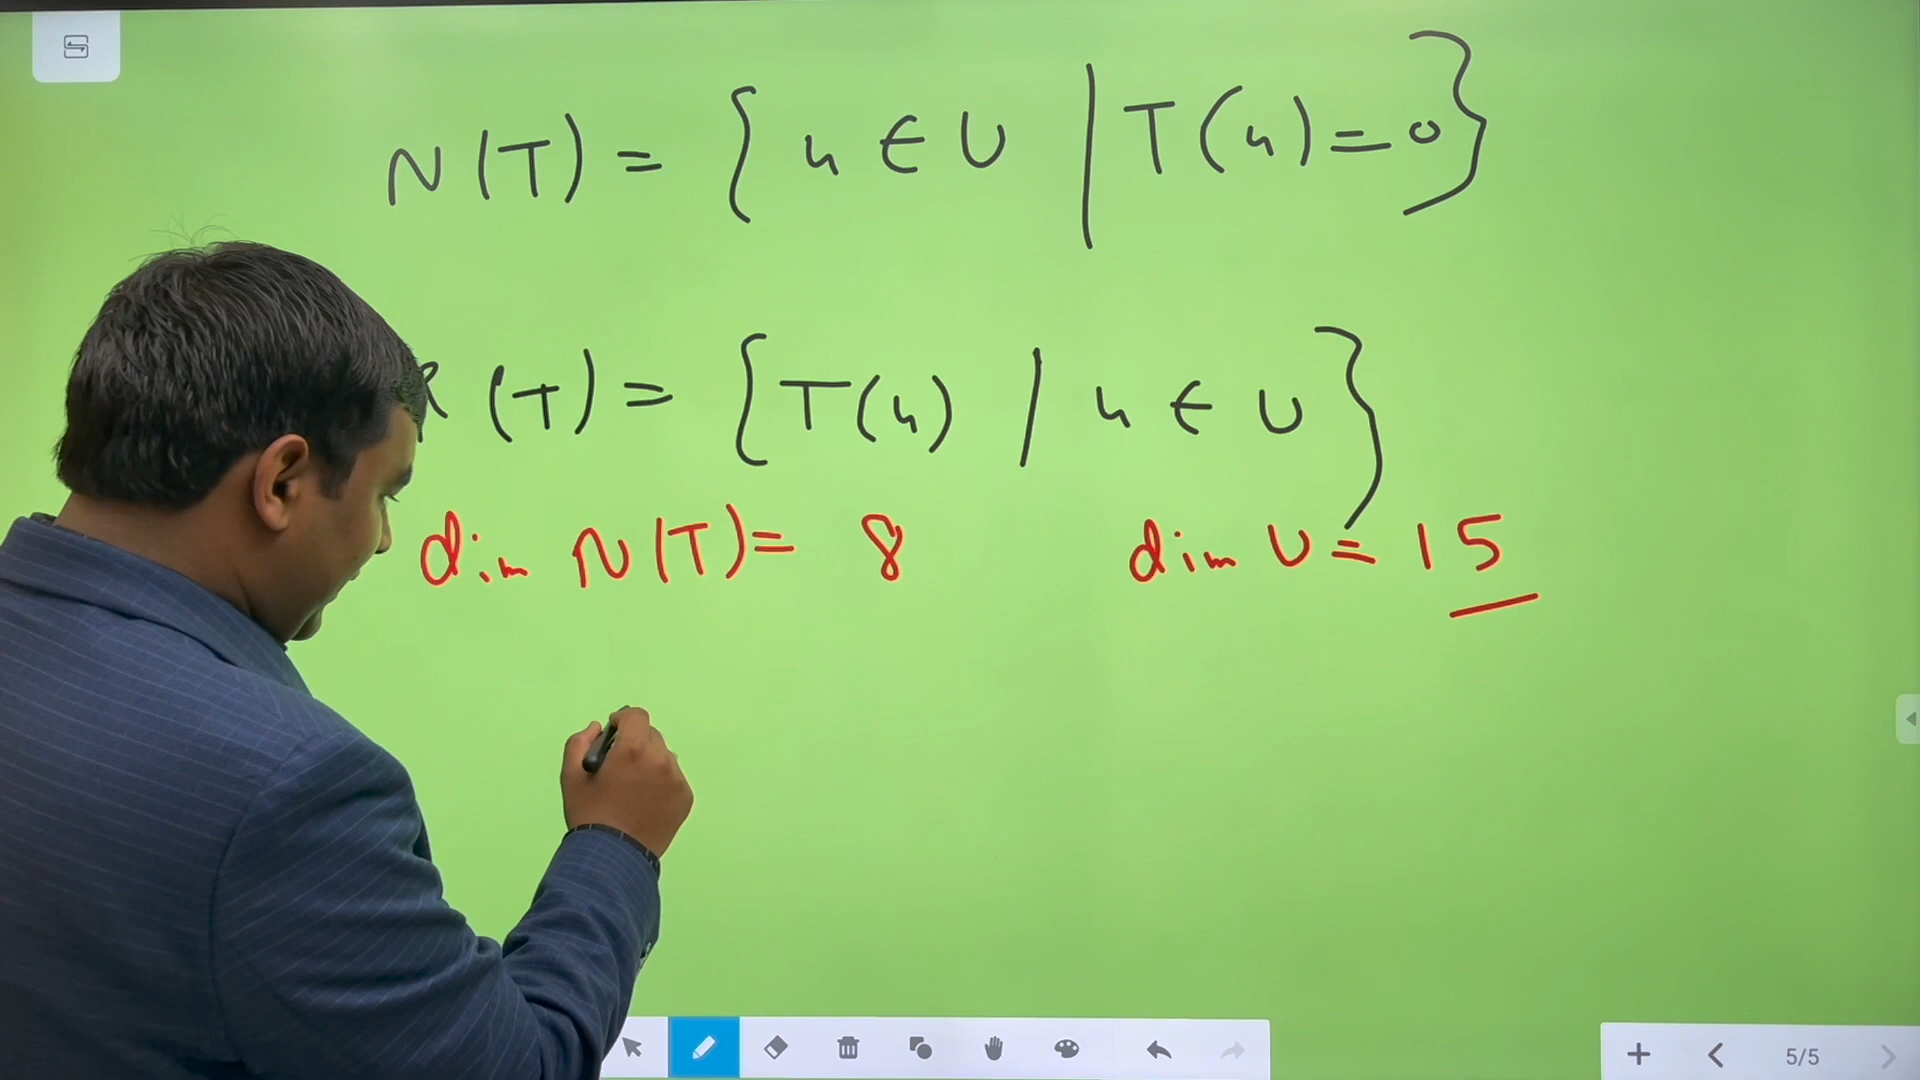 N(T) = { u ∈ U | T(u) = 0 }
R(T) = { T(u) | u ∈ U }
dim N(T) = 8 dim U = 15
5/5